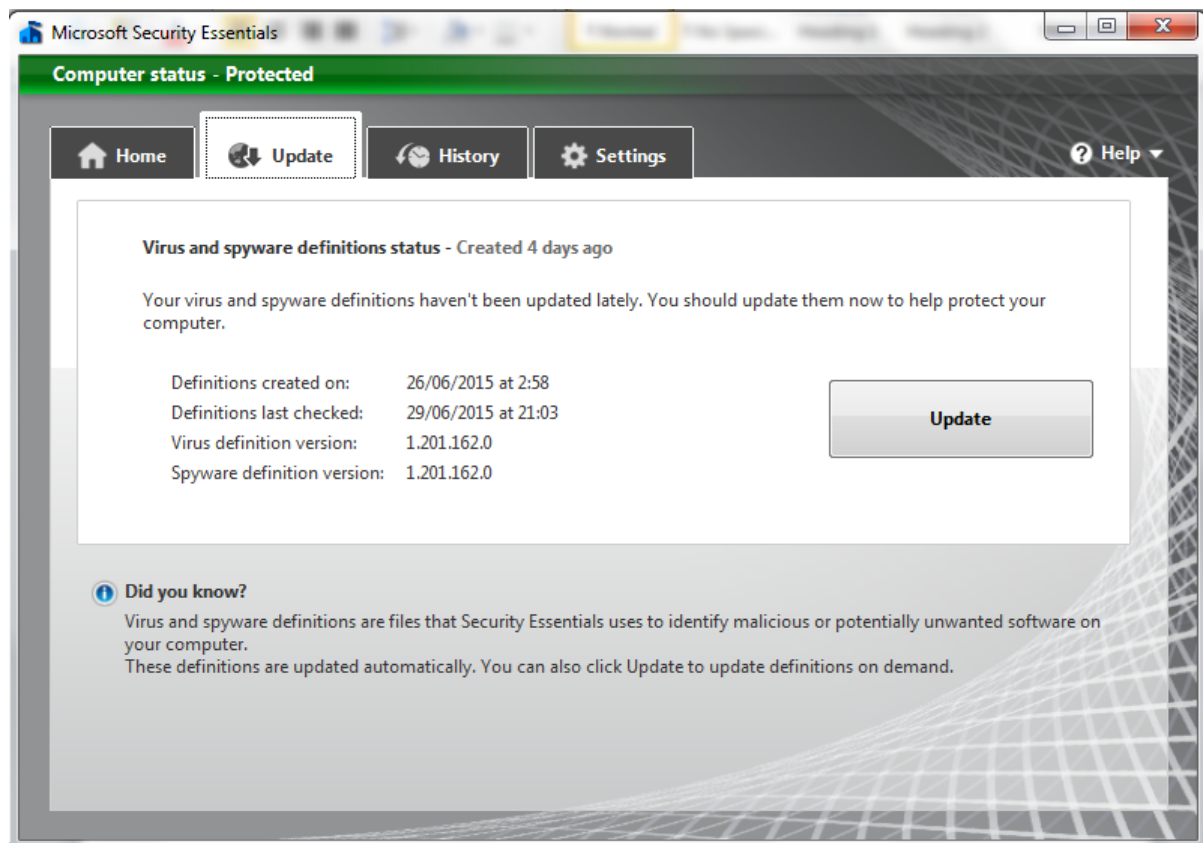 Microsoft Security Essentials
Computer status - Protected
Home
Update
History
Settings
Help
Virus and spyware definitions status - Created 4 days ago
Your virus and spyware definitions haven't been updated lately. You should update them now to help protect your
computer.
Definitions created on: 26/06/2015 at 2:58
Definitions last checked: 29/06/2015 at 21:03
Virus definition version: 1.201.162.0
Spyware definition version: 1.201.162.0
Update
Did you know?
Virus and spyware definitions are files that Security Essentials uses to identify malicious or potentially unwanted software on
your computer.
These definitions are updated automatically. You can also click Update to update definitions on demand.